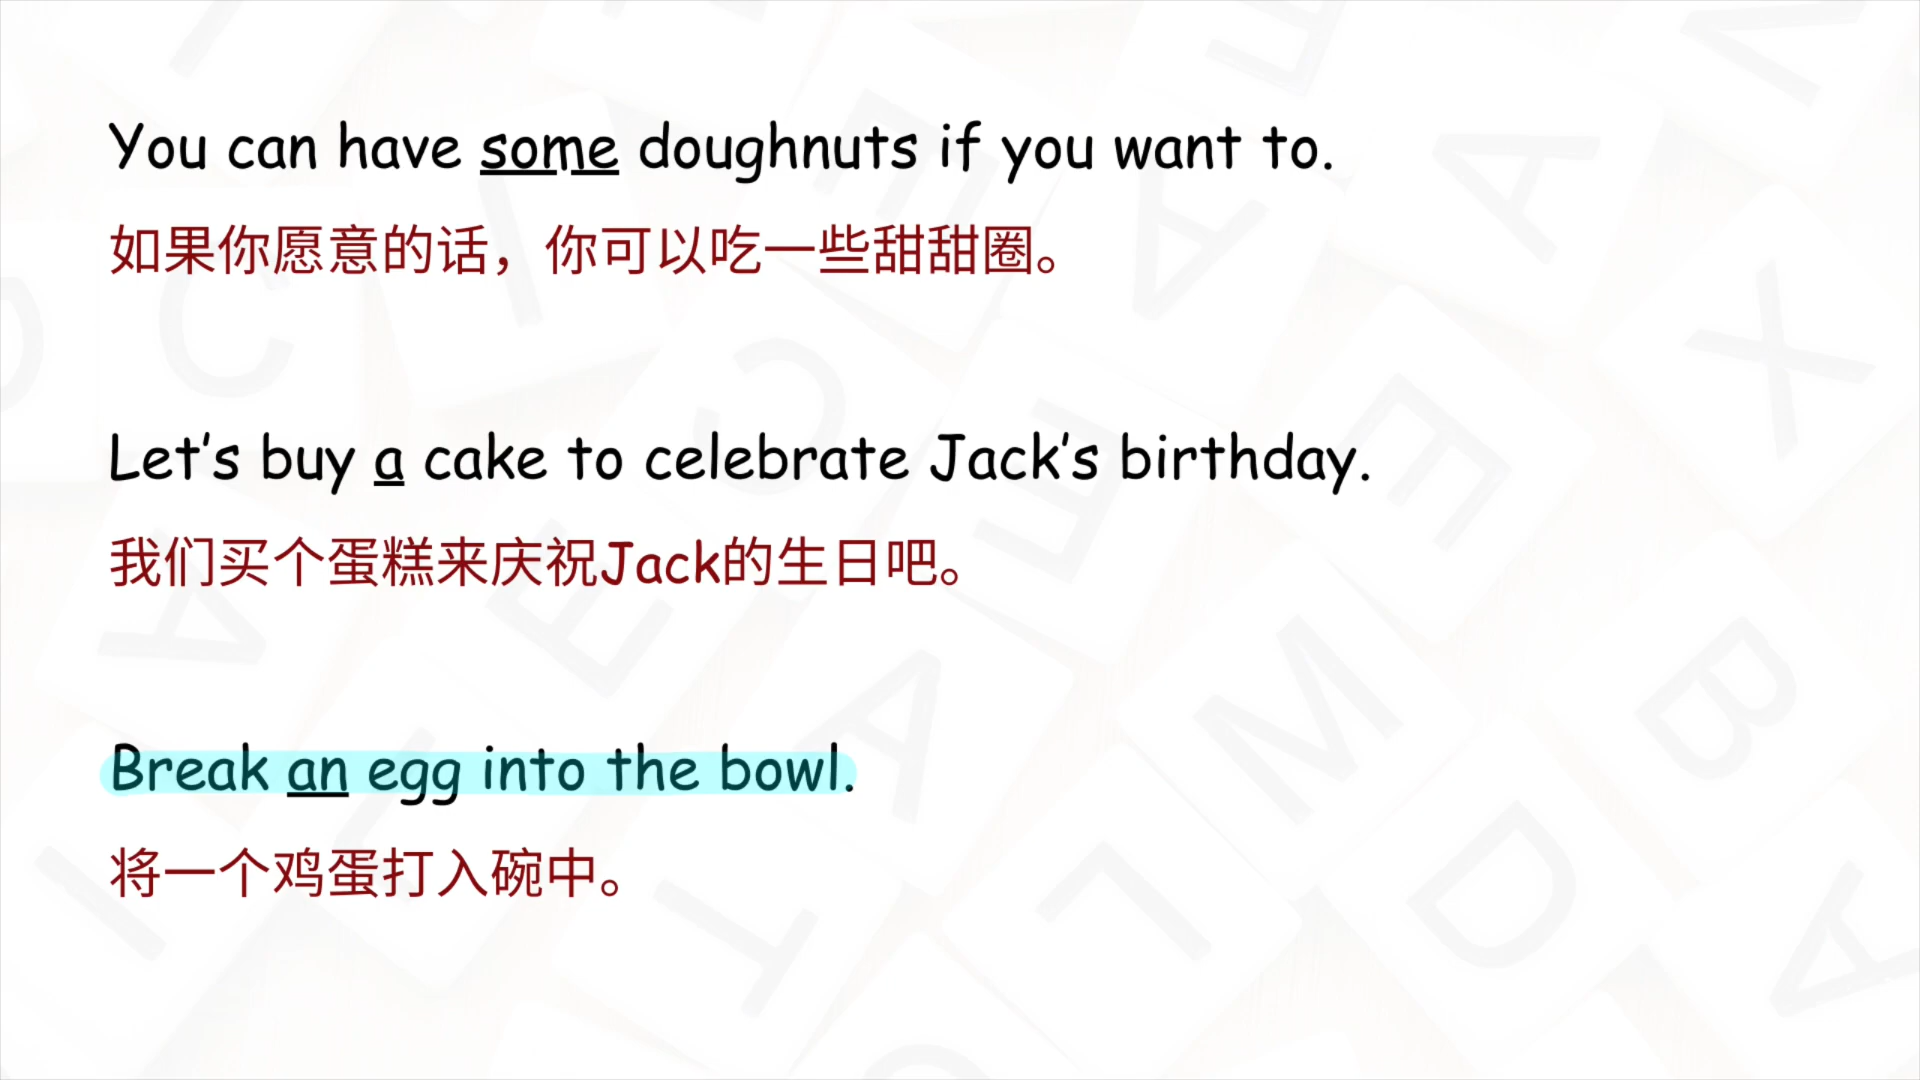 You can have some doughnuts if you want to.
如果你愿意的话，你可以吃一些甜甜圈。
Let's buy a cake to celebrate Jack's birthday.
我们买个蛋糕来庆祝Jack的生日吧。
Break an egg into the bowl.
将一个鸡蛋打入碗中。